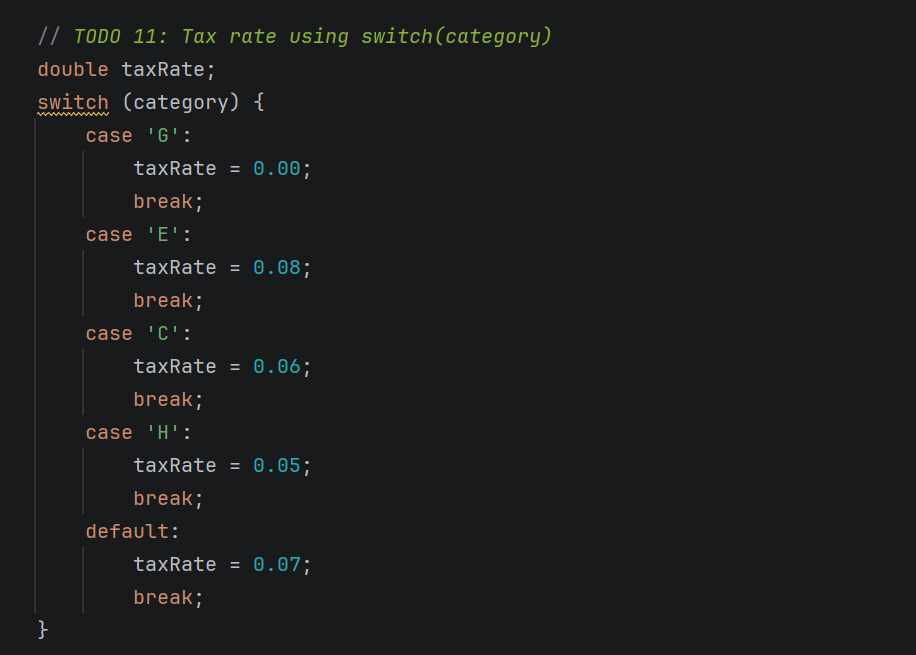 // TODO 11: Tax rate using switch(category)
double taxRate;
switch (category) {
    case 'G':
        taxRate = 0.00;
        break;
    case 'E':
        taxRate = 0.08;
        break;
    case 'C':
        taxRate = 0.06;
        break;
    case 'H':
        taxRate = 0.05;
        break;
    default:
        taxRate = 0.07;
        break;
}